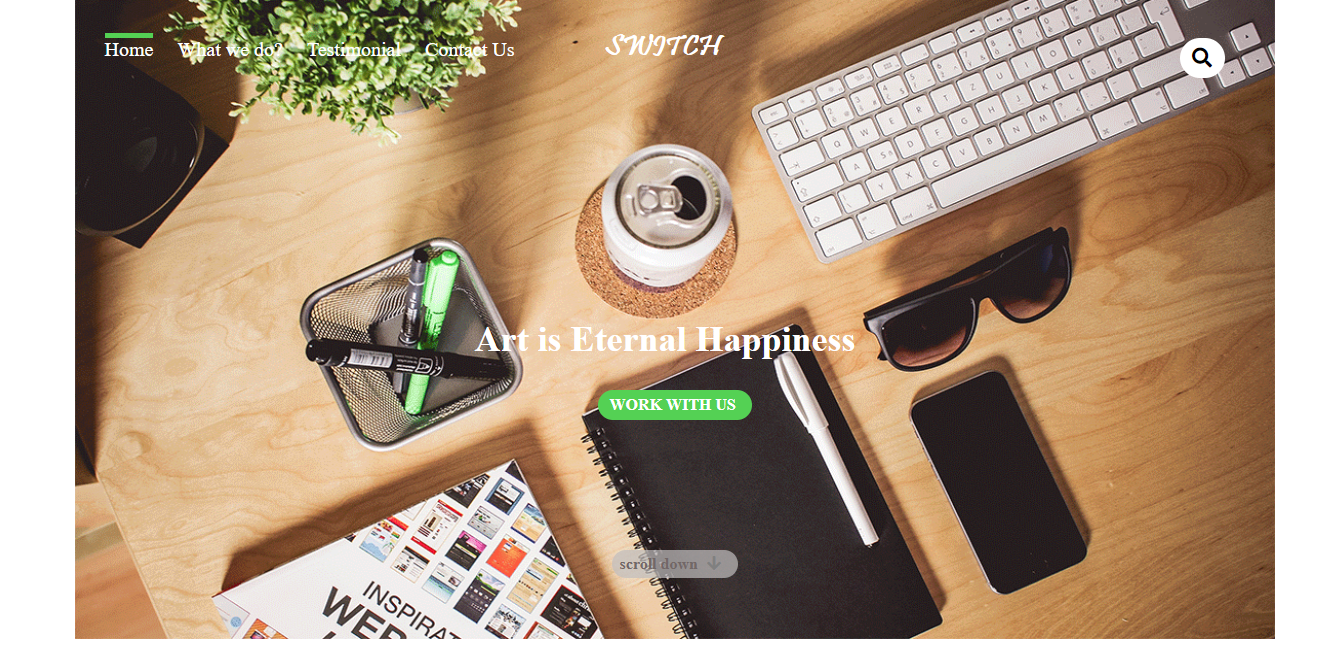 Home What we do? Testimonial Contact Us
SWITCH
Art is Eternal Happiness
WORK WITH US
scroll down
INSPIRAT
WEB